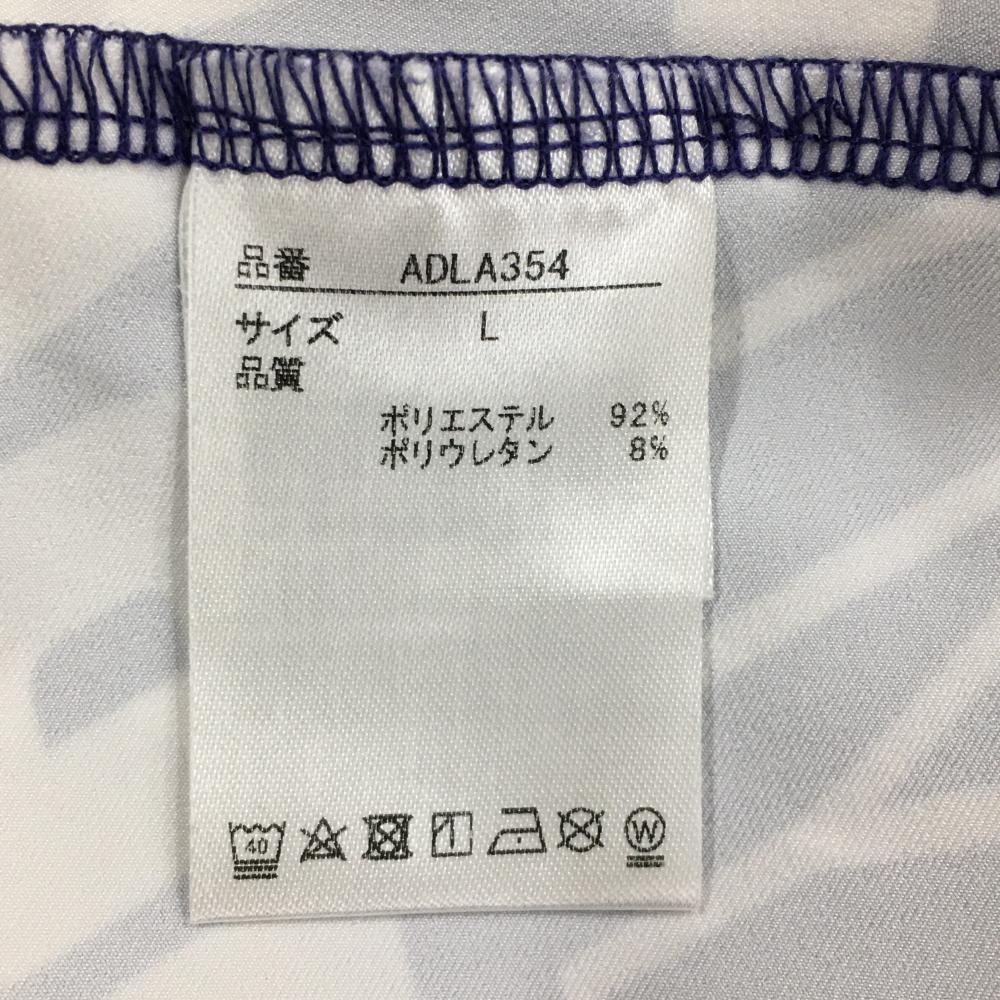 品番 ADLA354
サイズ L
品質
ポリエステル 92%
ポリウレタン 8%
40 W